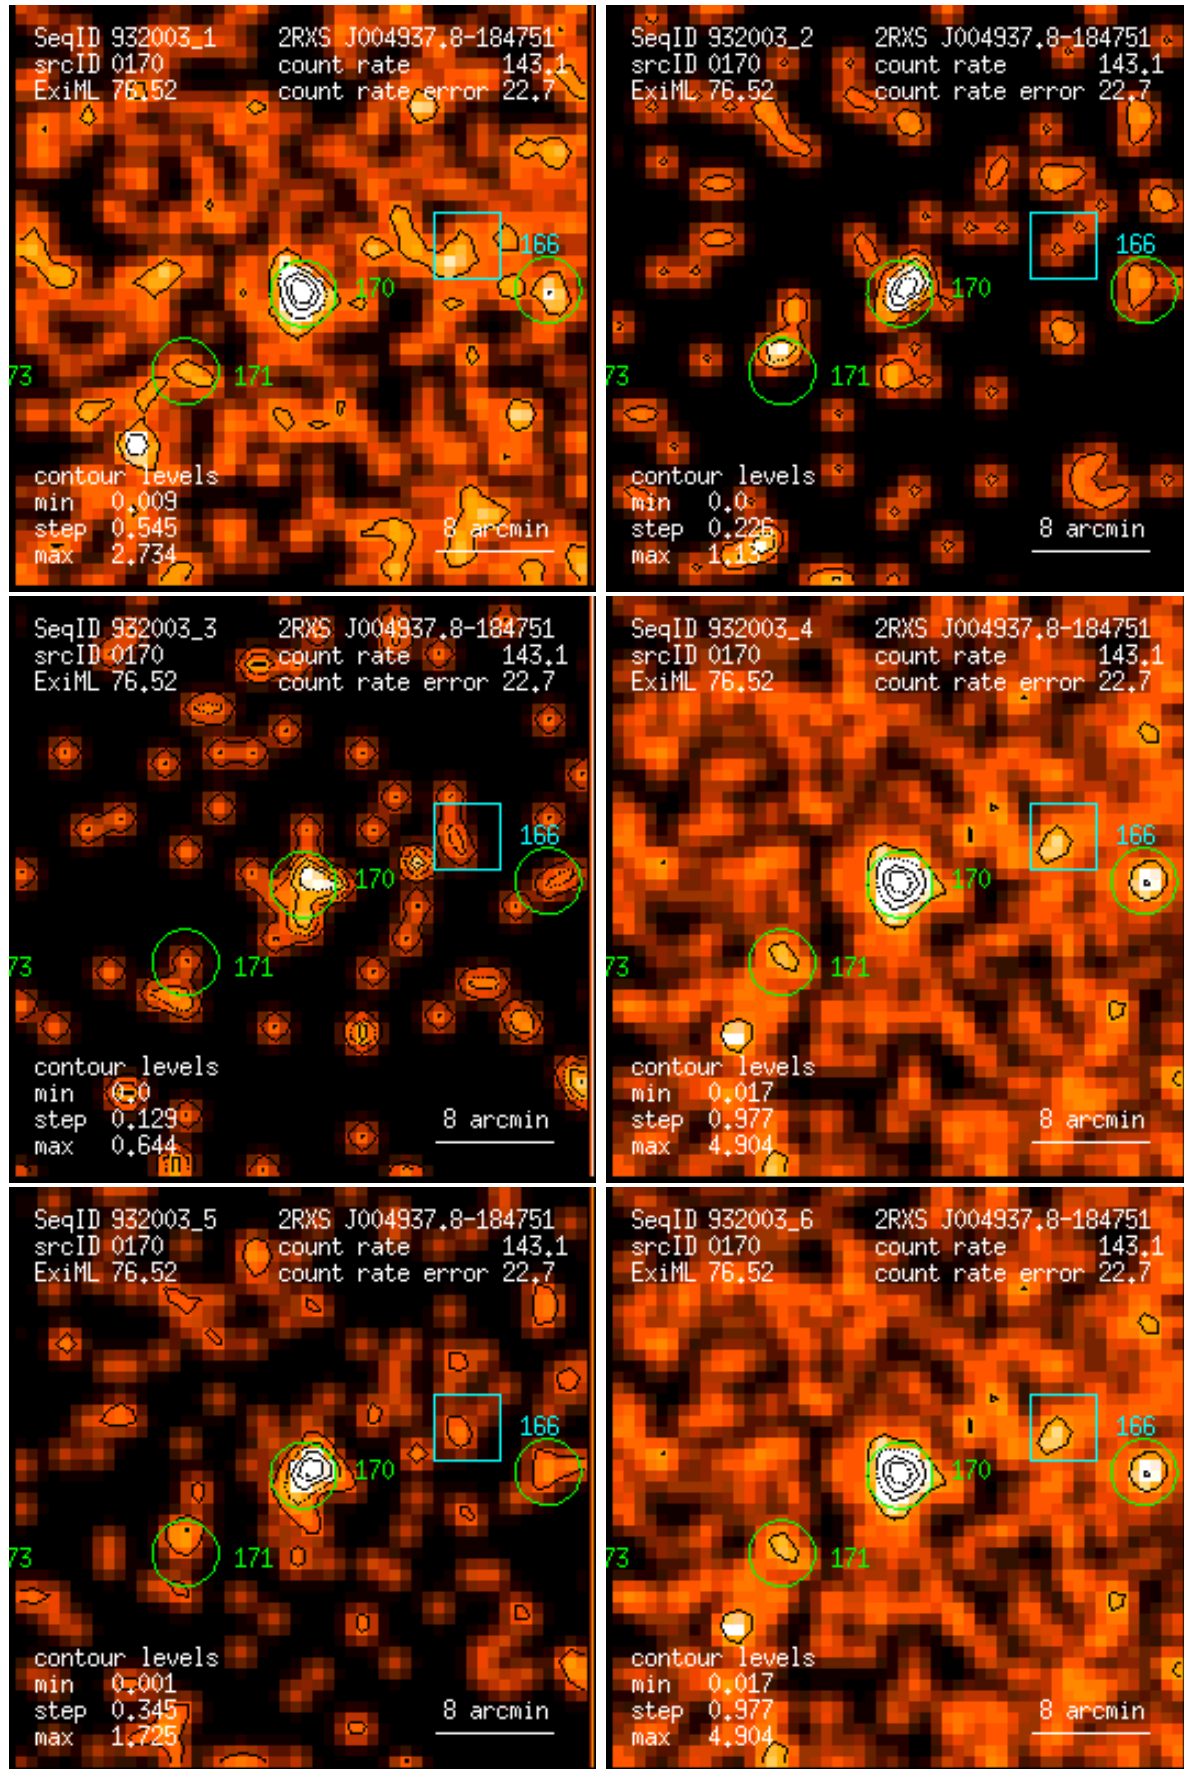 SeqID 932003_1 2RXS J004937.8-184751
srcID 0170 count rate 143.1
ExiML 76.52 count rate error 22.7
166
170
73 171
contour levels
min 0.009
step 0.545 8 arcmin
max 2.734
SeqID 932003_2 2RXS J004937.8-184751
srcID 0170 count rate 143.1
ExiML 76.52 count rate error 22.7
166
170
73 171
contour levels
min 0.0
step 0.226 8 arcmin
max 1.13
SeqID 932003_3 2RXS J004937.8-184751
srcID 0170 count rate 143.1
ExiML 76.52 count rate error 22.7
166
170
73 171
contour levels
min 0.0
step 0.129 8 arcmin
max 0.644
SeqID 932003_4 2RXS J004937.8-184751
srcID 0170 count rate 143.1
ExiML 76.52 count rate error 22.7
166
170
73 171
contour levels
min 0.017
step 0.977 8 arcmin
max 4.904
SeqID 932003_5 2RXS J004937.8-184751
srcID 0170 count rate 143.1
ExiML 76.52 count rate error 22.7
166
170
73 171
contour levels
min 0.001
step 0.345 8 arcmin
max 1.725
SeqID 932003_6 2RXS J004937.8-184751
srcID 0170 count rate 143.1
ExiML 76.52 count rate error 22.7
166
170
73 171
contour levels
min 0.017
step 0.977 8 arcmin
max 4.904